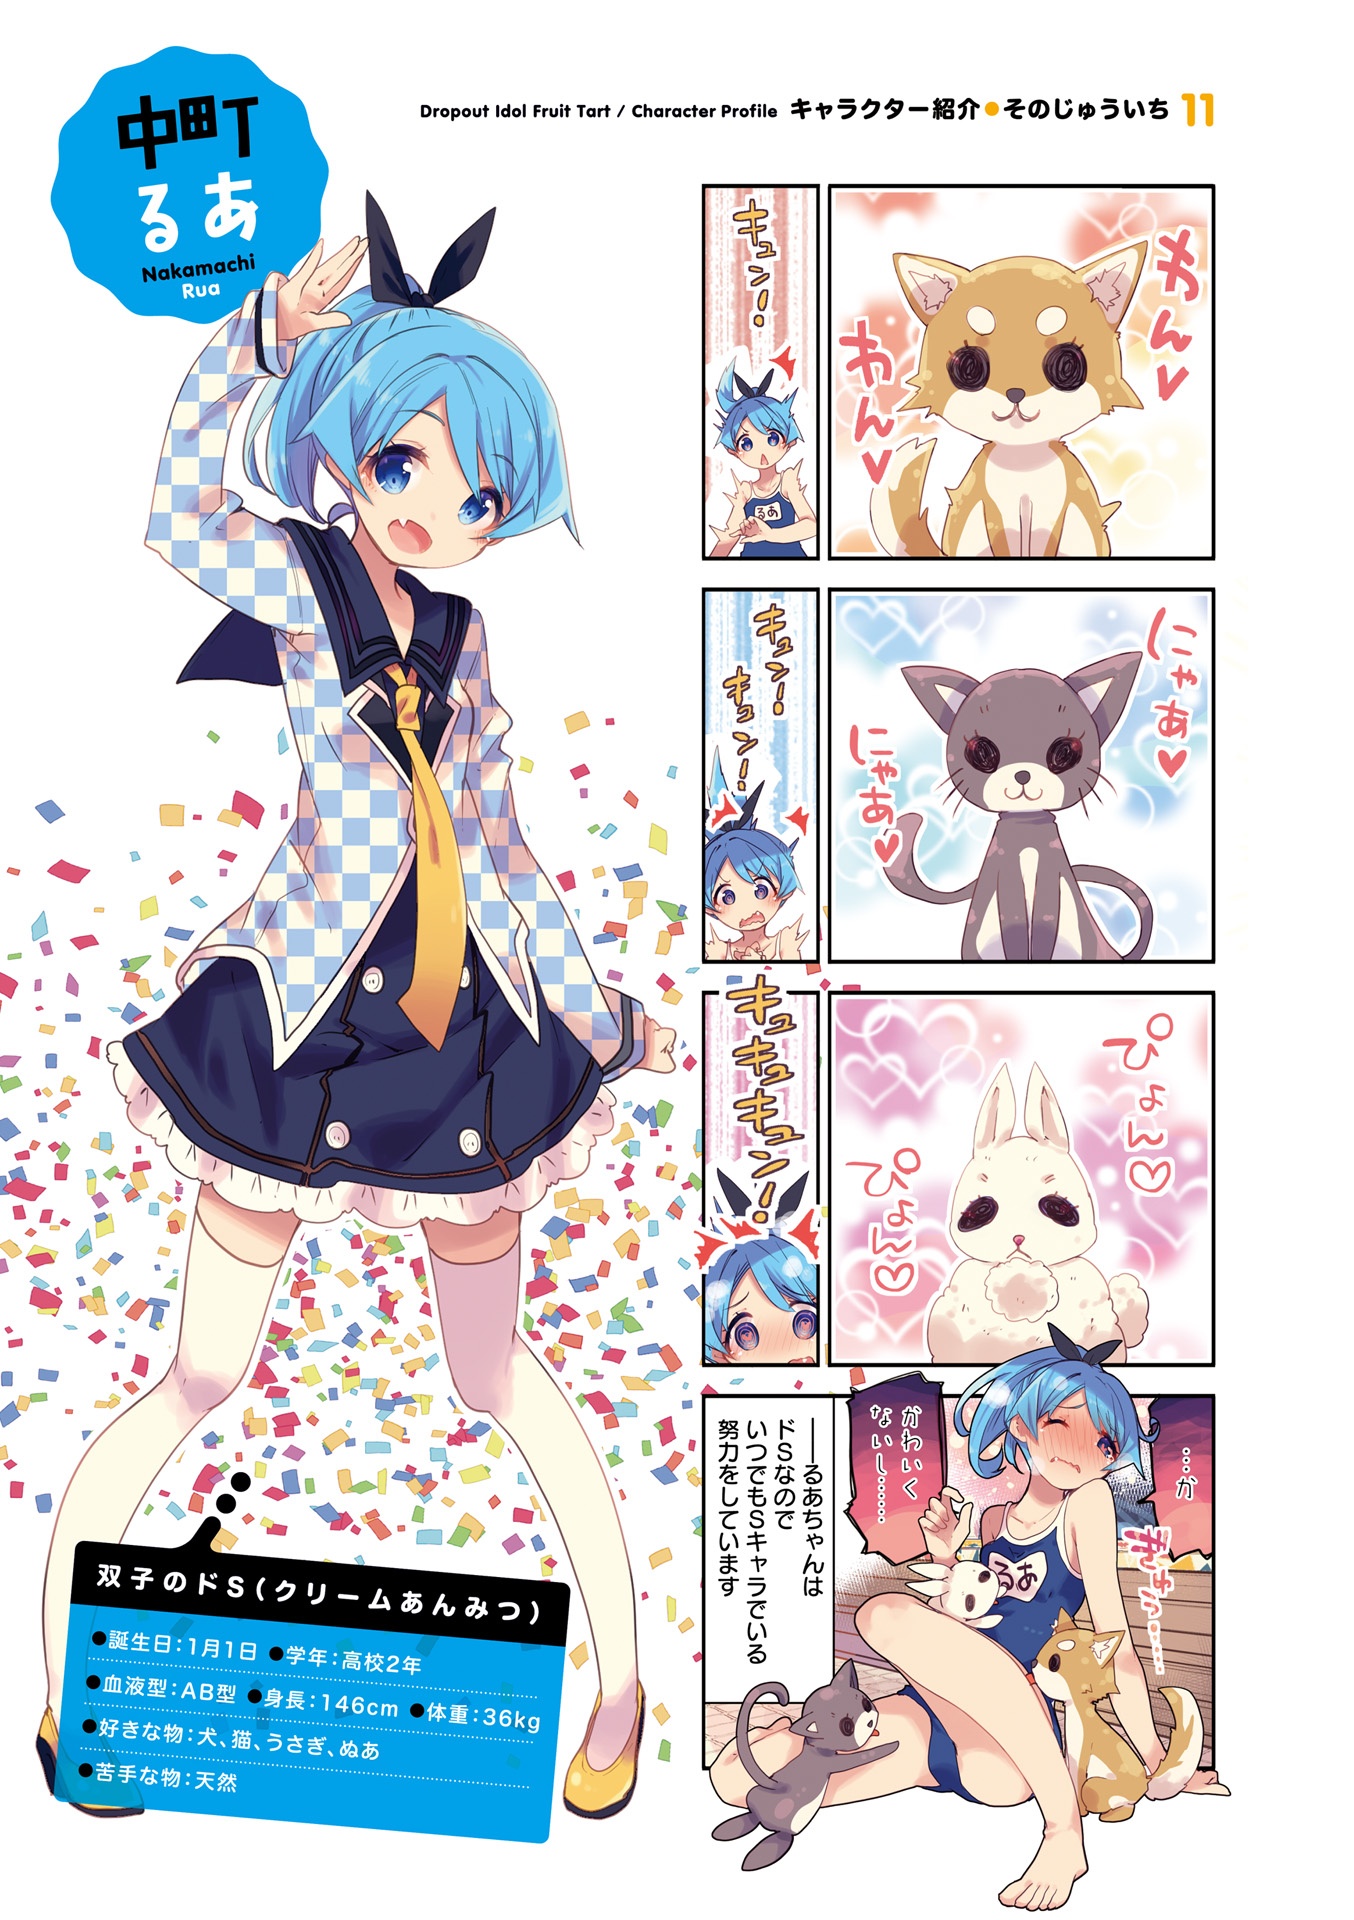 Dropout Idol Fruit Tart / Character Profile キャラクター紹介●そのじゅういち 11
中町
るあ
Nakamachi
Rua
わん♥
わん♥
キュン!
るあ
にゃあ♥
にゃあ♥
キュン!
キュン!
ぴょん♡
ぴょん♡
キュキュキュン!
…か
かわいく
ないし……
きゅぅ……
るあ
――るあちゃんは
ドSなので
いつでもSキャラでいる
努力をしています
双子のドS(クリームあんみつ)
●誕生日:1月1日 ●学年:高校2年
●血液型:AB型 ●身長:146cm ●体重:36kg
●好きな物:犬、猫、うさぎ、ぬあ
●苦手な物:天然